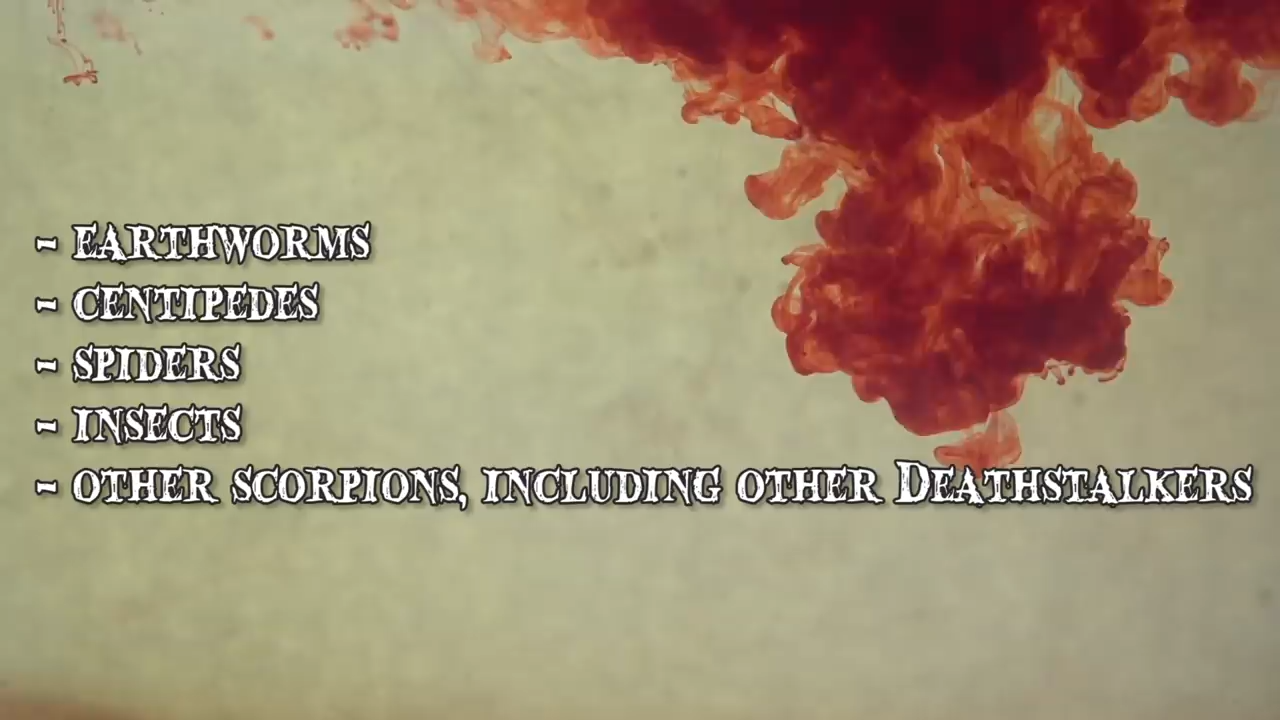 - EARTHWORMS
- CENTIPEDES
- SPIDERS
- INSECTS
- OTHER SCORPIONS, INCLUDING OTHER DEATHSTALKERS